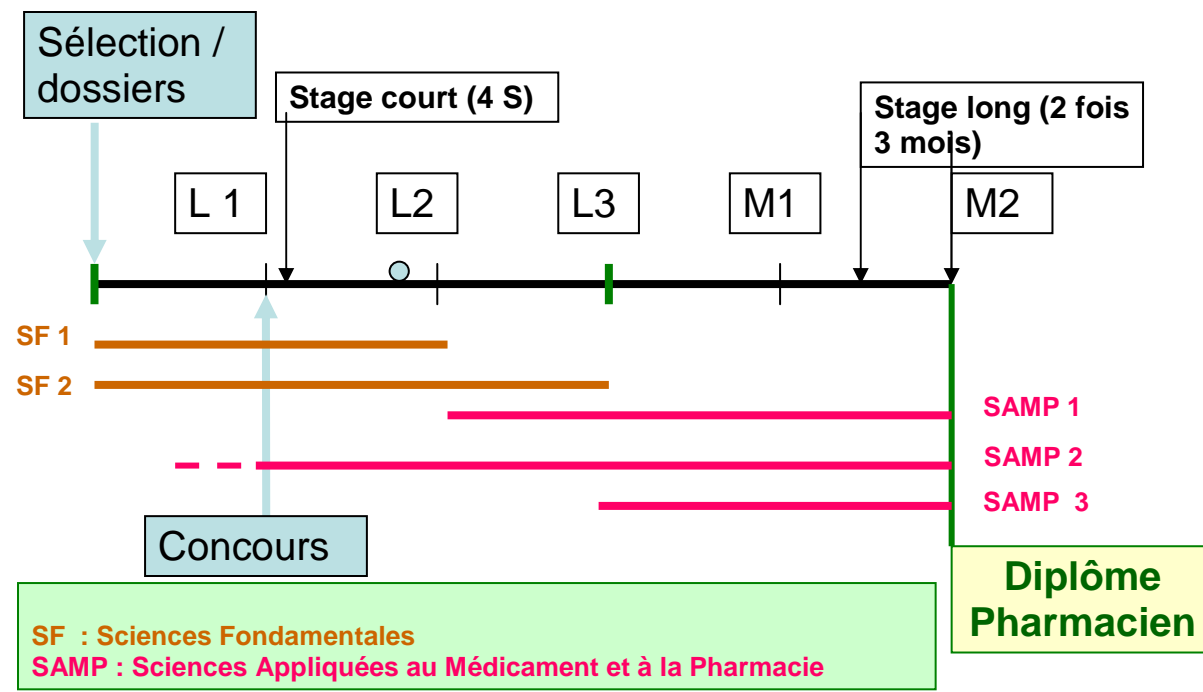 Sélection /
dossiers
Stage court (4 S)
Stage long (2 fois
3 mois)
L 1
L2
L3
M1
M2
SF 1
SF 2
SAMP 1
SAMP 2
SAMP 3
Concours
Diplôme
Pharmacien
SF : Sciences Fondamentales
SAMP : Sciences Appliquées au Médicament et à la Pharmacie